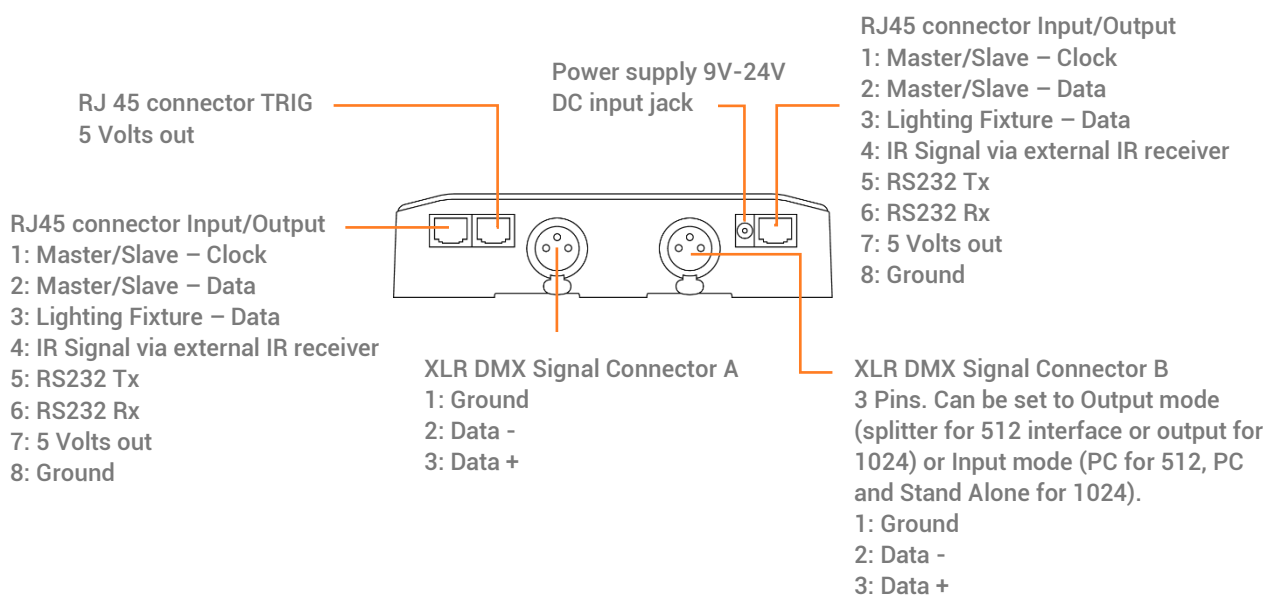 RJ 45 connector TRIG
5 Volts out
Power supply 9V-24V
DC input jack
RJ45 connector Input/Output
1: Master/Slave – Clock
2: Master/Slave – Data
3: Lighting Fixture – Data
4: IR Signal via external IR receiver
5: RS232 Tx
6: RS232 Rx
7: 5 Volts out
8: Ground
RJ45 connector Input/Output
1: Master/Slave – Clock
2: Master/Slave – Data
3: Lighting Fixture – Data
4: IR Signal via external IR receiver
5: RS232 Tx
6: RS232 Rx
7: 5 Volts out
8: Ground
XLR DMX Signal Connector A
1: Ground
2: Data -
3: Data +
XLR DMX Signal Connector B
3 Pins. Can be set to Output mode
(splitter for 512 interface or output for
1024) or Input mode (PC for 512, PC
and Stand Alone for 1024).
1: Ground
2: Data -
3: Data +